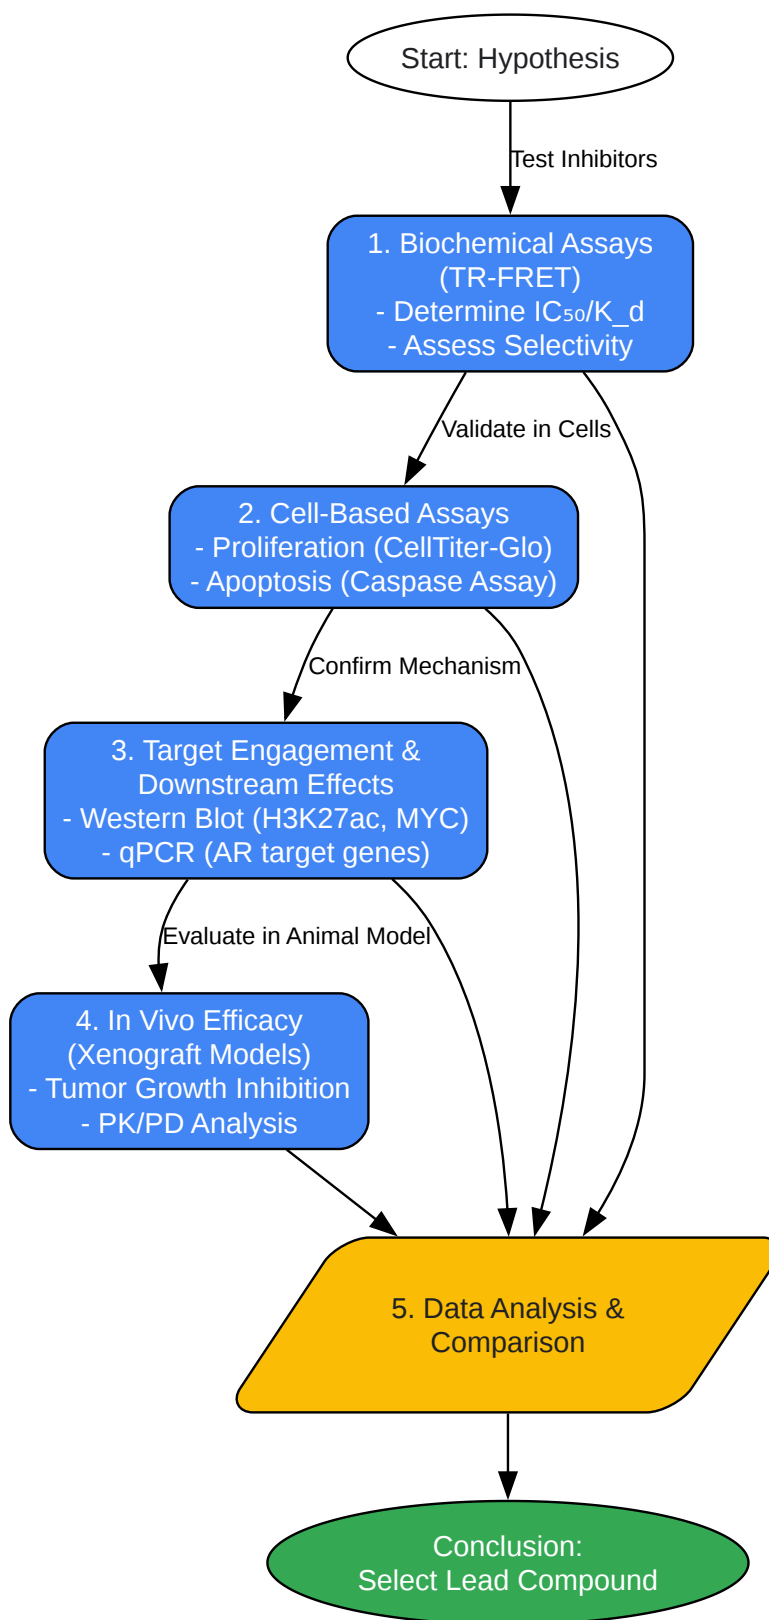 Start: Hypothesis
Test Inhibitors
1. Biochemical Assays
(TR-FRET)
- Determine IC₅₀/K_d
- Assess Selectivity
Validate in Cells
2. Cell-Based Assays
- Proliferation (CellTiter-Glo)
- Apoptosis (Caspase Assay)
Confirm Mechanism
3. Target Engagement &
Downstream Effects
- Western Blot (H3K27ac, MYC)
- qPCR (AR target genes)
Evaluate in Animal Model
4. In Vivo Efficacy
(Xenograft Models)
- Tumor Growth Inhibition
- PK/PD Analysis
5. Data Analysis &
Comparison
Conclusion:
Select Lead Compound